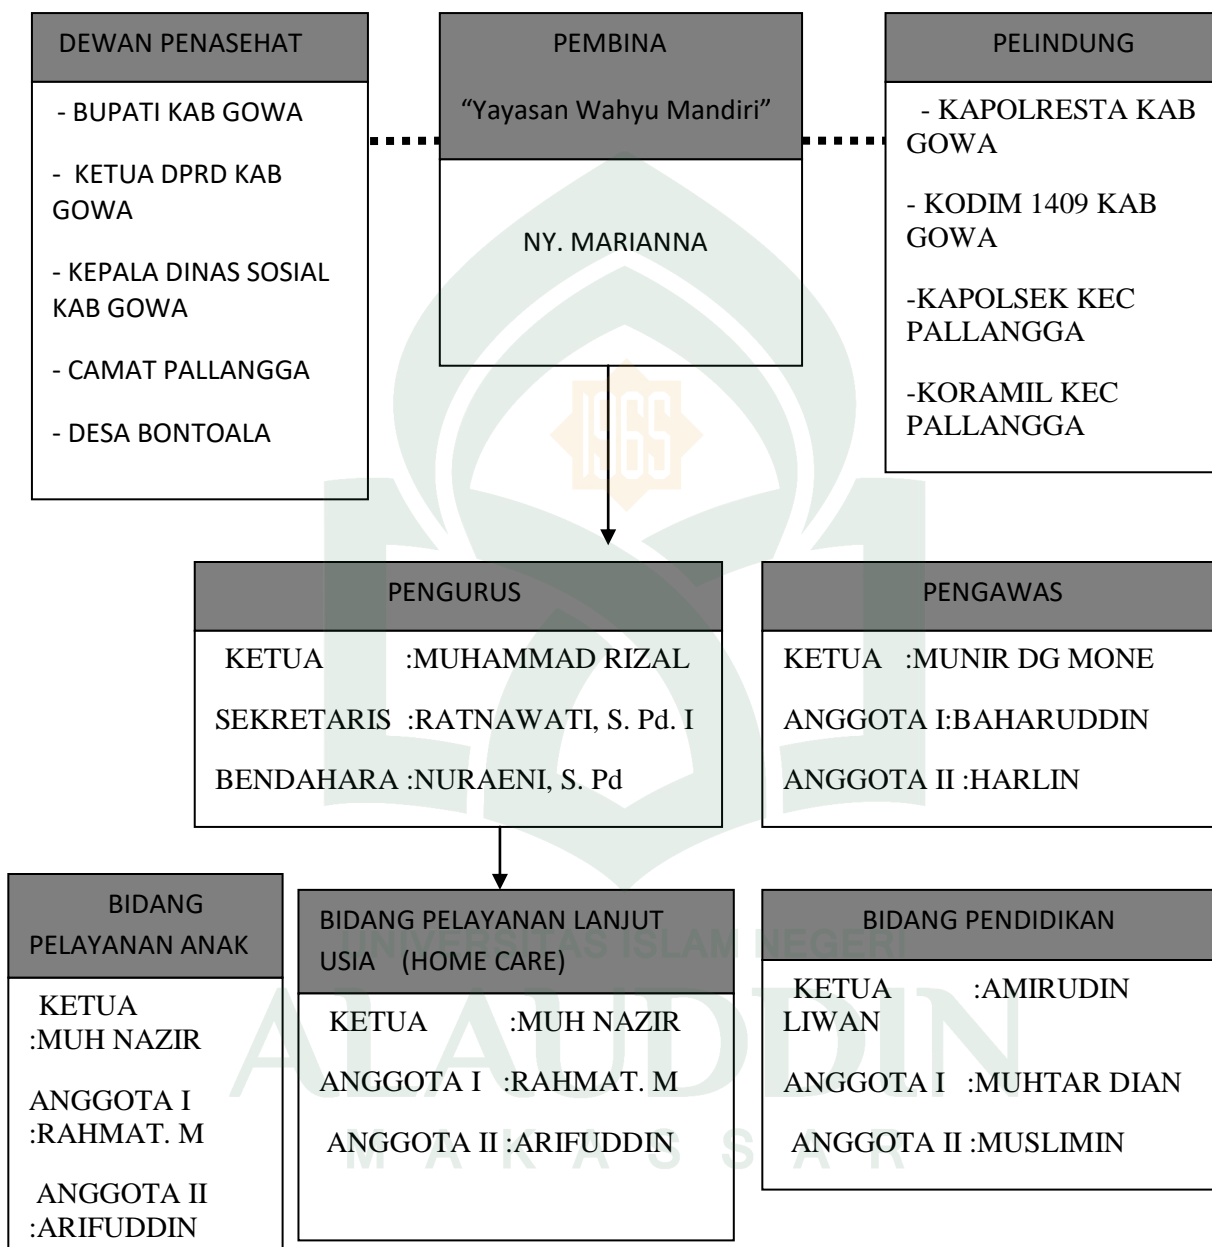 DEWAN PENASEHAT
- BUPATI KAB GOWA
- KETUA DPRD KAB
GOWA
- KEPALA DINAS SOSIAL
KAB GOWA
- CAMAT PALLANGGA
- DESA BONTOALA
PEMBINA
“Yayasan Wahyu Mandiri”
NY. MARIANNA
PELINDUNG
- KAPOLRESTA KAB
GOWA
- KODIM 1409 KAB
GOWA
-KAPOLSEK KEC
PALLANGGA
-KORAMIL KEC
PALLANGGA
1965
PENGURUS
KETUA :MUHAMMAD RIZAL
SEKRETARIS :RATNAWATI, S. Pd. I
BENDAHARA :NURAENI, S. Pd
PENGAWAS
KETUA :MUNIR DG MONE
ANGGOTA I:BAHARUDDIN
ANGGOTA II :HARLIN
BIDANG
PELAYANAN ANAK
KETUA
:MUH NAZIR
ANGGOTA I
:RAHMAT. M
ANGGOTA II
:ARIFUDDIN
BIDANG PELAYANAN LANJUT
USIA (HOME CARE)
KETUA :MUH NAZIR
ANGGOTA I :RAHMAT. M
ANGGOTA II :ARIFUDDIN
BIDANG PENDIDIKAN
KETUA :AMIRUDIN
LIWAN
ANGGOTA I :MUHTAR DIAN
ANGGOTA II :MUSLIMIN
UNIVERSITAS ISLAM NEGERI
ALAUDDIN
MAKASSAR